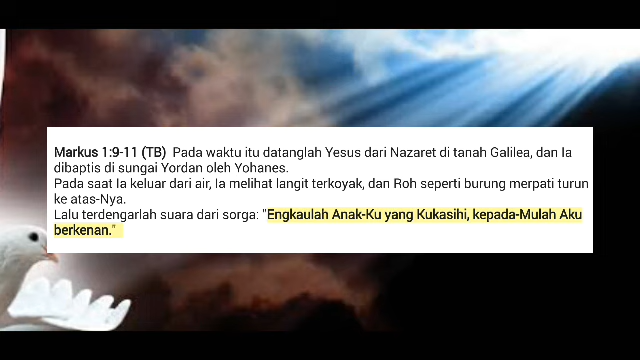 Markus 1:9-11 (TB) Pada waktu itu datanglah Yesus dari Nazaret di tanah Galilea, dan Ia
dibaptis di sungai Yordan oleh Yohanes.
Pada saat Ia keluar dari air, Ia melihat langit terkoyak, dan Roh seperti burung merpati turun
ke atas-Nya.
Lalu terdengarlah suara dari sorga: "Engkaulah Anak-Ku yang Kukasihi, kepada-Mulah Aku
berkenan."